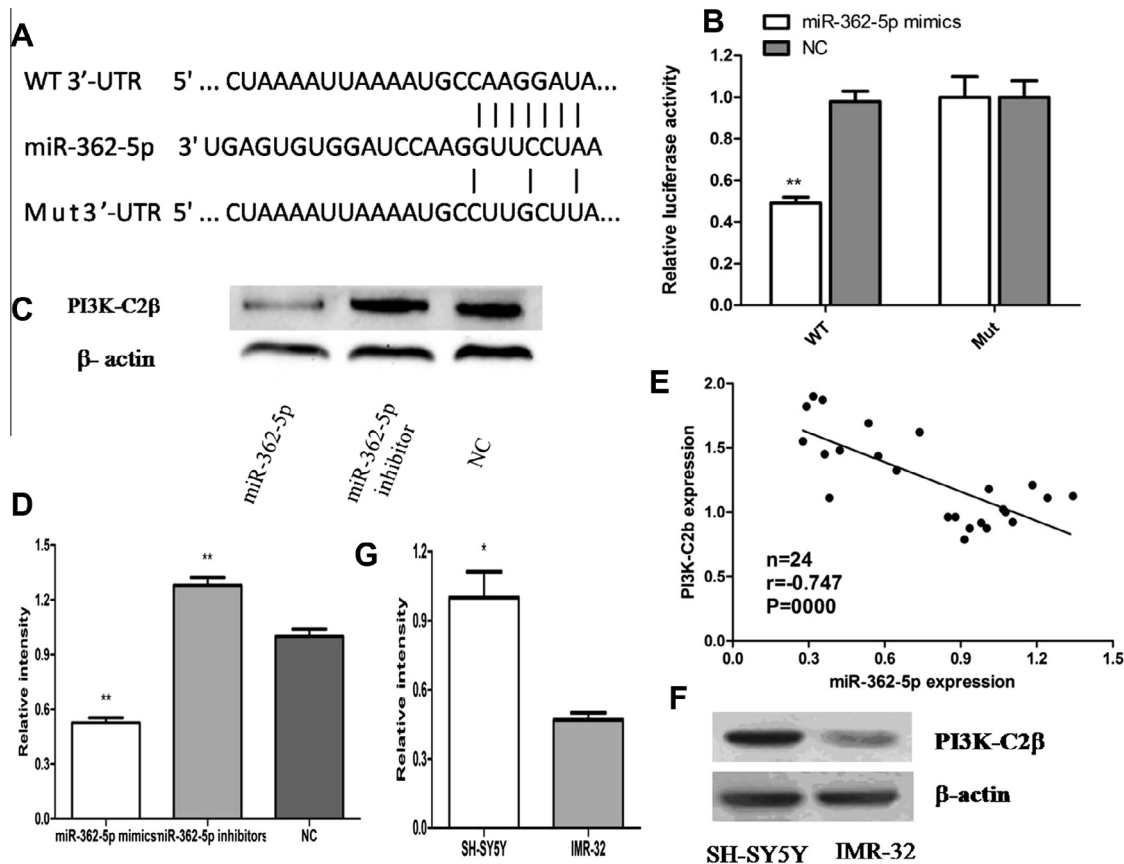 A
WT 3′-UTR 5′ ... CUAAAAUUAAAAUGCCAAGGAUA...
miR-362-5p 3' UGAGUGUGGAUCCAAGGUUCCUAA
Mut3′-UTR 5′ ... CUAAAAUUAAAAUGCCUUGCUUA...
B
miR-362-5p mimics
NC
Relative luciferase activity
1.2
1.0
0.8
0.6
0.4
0.2
0.0
**
WT
Mut
C
PI3K-C2β
β- actin
miR-362-5p
miR-362-5p inhibitor
NC
D
Relative intensity
1.5
1.2
0.9
0.6
0.3
0.0
**
**
miR-362-5p mimics
miR-362-5p inhibitors
NC
G
Relative intensity
1.2
0.8
0.4
0.0
*
SH-SY5Y
IMR-32
E
PI3K-C2b expression
2.0
1.5
1.0
0.5
0.0
n=24
r=-0.747
P=0000
0.0 0.3 0.6 0.9 1.2 1.5
miR-362-5p expression
F
PI3K-C2β
β-actin
SH-SY5Y IMR-32